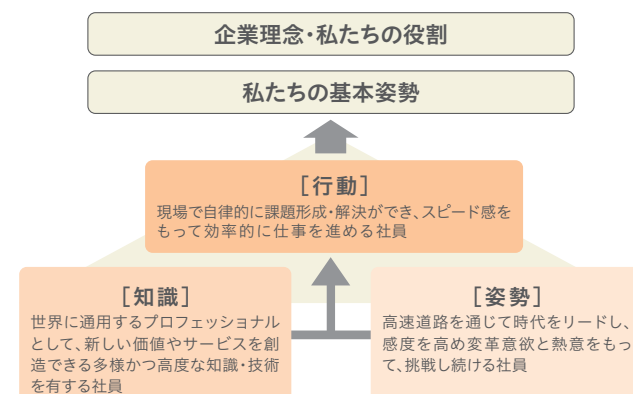 企業理念・私たちの役割
私たちの基本姿勢
［行動］
現場で自律的に課題形成・解決ができ、スピード感を
もって効率的に仕事を進める社員
［知識］
世界に通用するプロフェッショナル
として、新しい価値やサービスを創
造できる多様かつ高度な知識・技術
を有する社員
［姿勢］
高速道路を通じて時代をリードし、
感度を高め変革意欲と熱意をもっ
て、挑戦し続ける社員